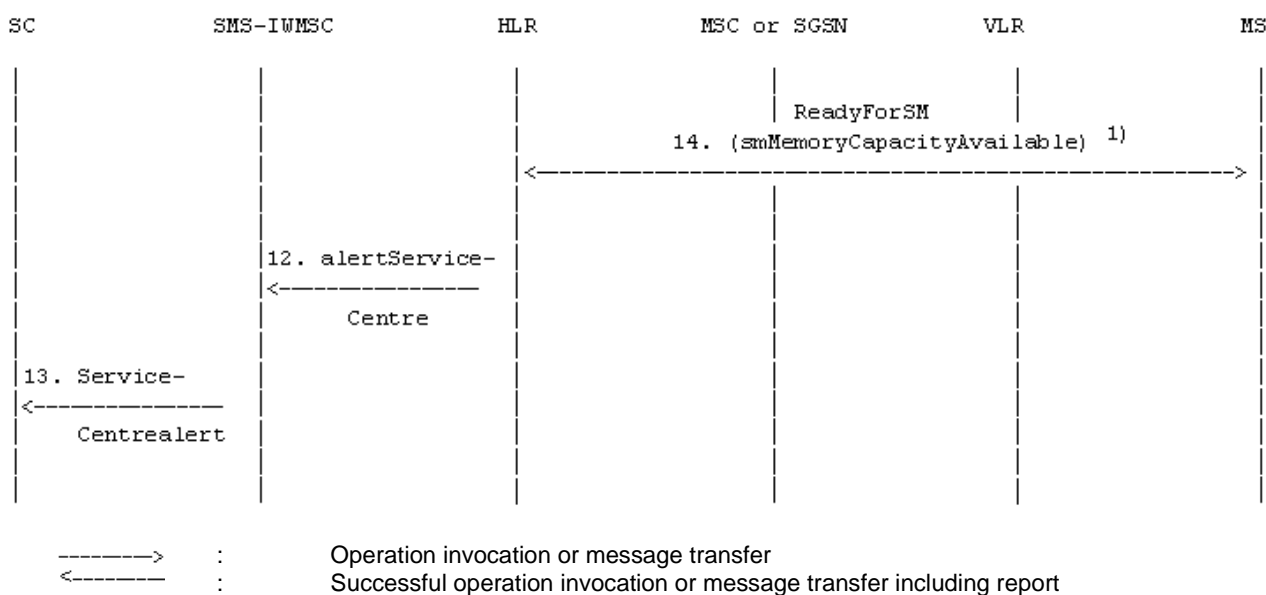 SC SMS-IWMSC HLR MSC or SGSN VLR MS
ReadyForSM
14. (smMemoryCapacityAvailable) 1)
12. alertService-
Centre
13. Service-
Centrealert
: Operation invocation or message transfer
: Successful operation invocation or message transfer including report